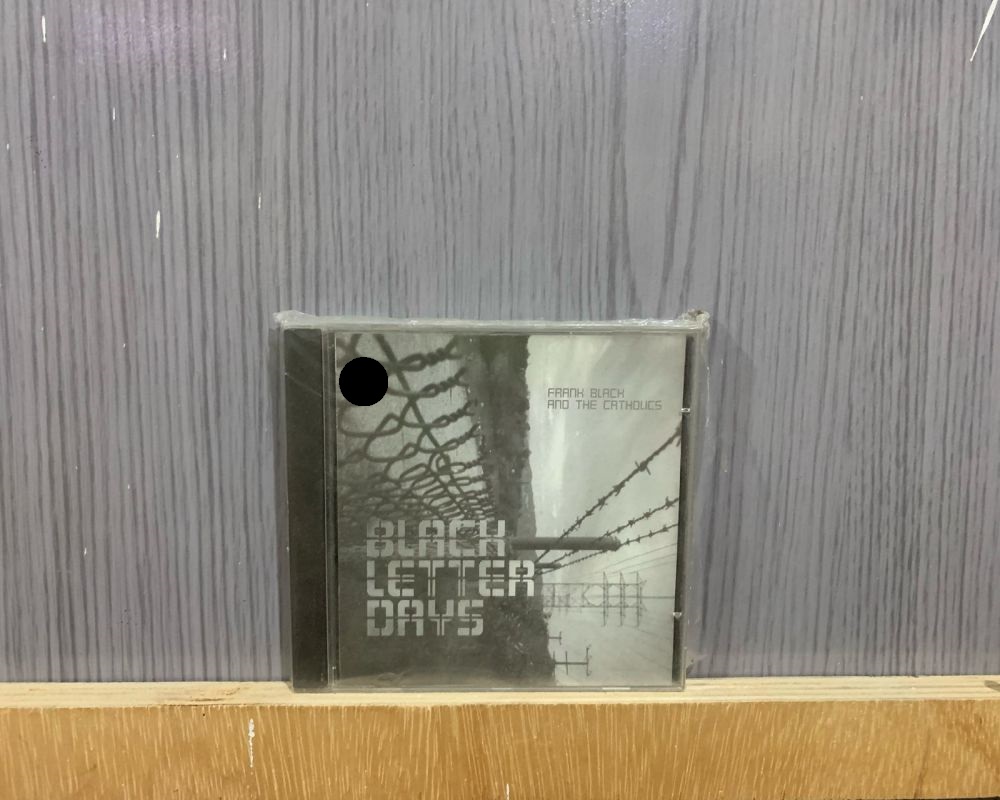 FRANK BLACK
AND THE CATHOLICS
BLACK
LETTER
DAYS